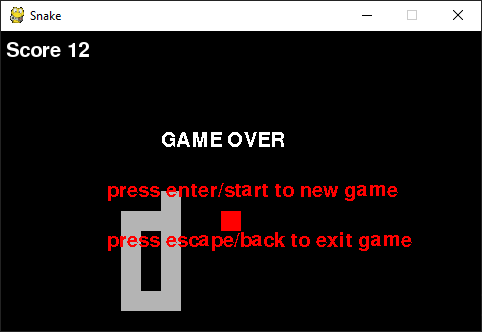 Snake
Score 12
GAME OVER
press enter/start to new game
press escape/back to exit game